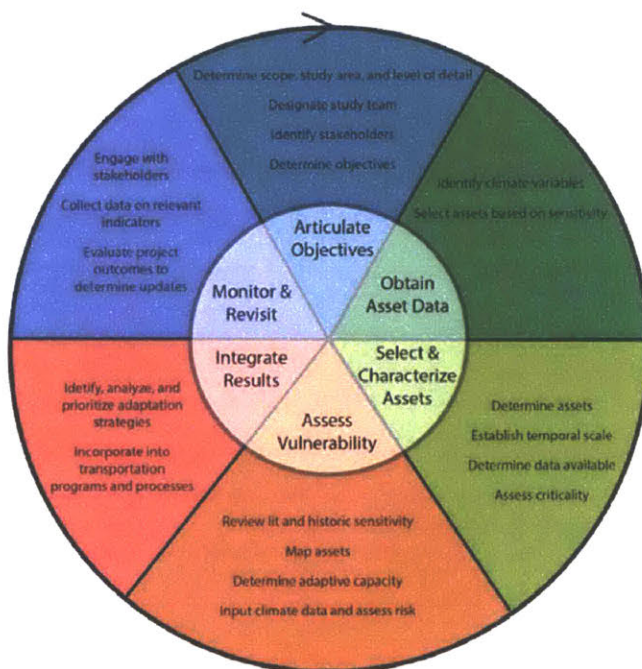 Determine scope, study area, and level of detail
Designate study team
Identify stakeholders
Determine objectives
Articulate
Objectives
Identify climate variables
Select assets based on sensitivity
Obtain
Asset Data
Determine assets
Establish temporal scale
Determine data available
Assess criticality
Select &
Characterize
Assets
Review lit and historic sensitivity
Map assets
Determine adaptive capacity
Input climate data and assess risk
Assess
Vulnerability
Idetify, analyze, and
prioritize adaptation
strategies
Incorporate into
transportation
programs and processes
Integrate
Results
Engage with
stakeholders
Collect data on relevant
indicators
Evaluate project
outcomes to
determine updates
Monitor &
Revisit